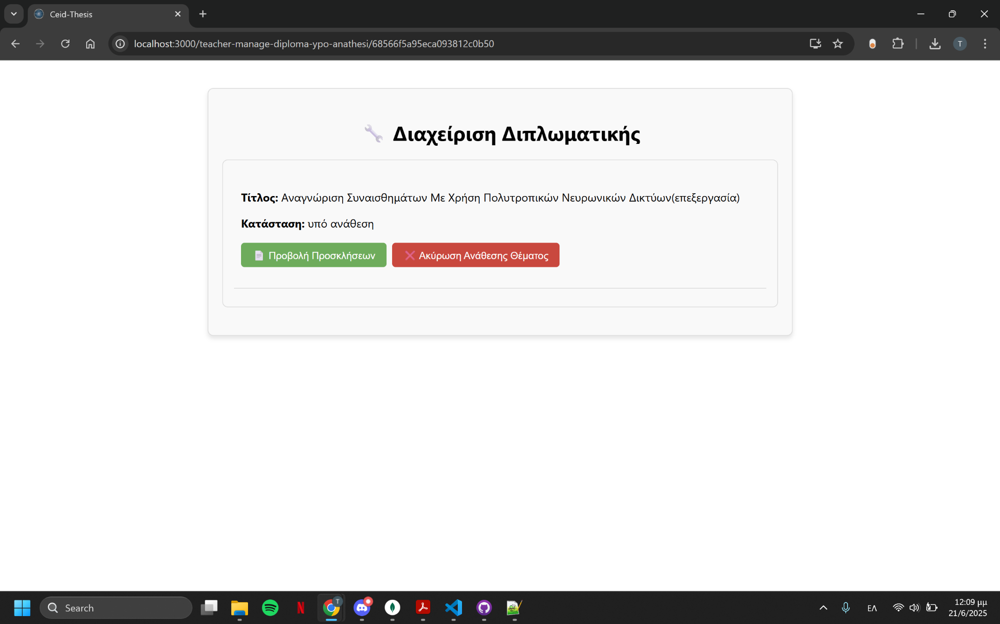 Ceid-Thesis
localhost:3000/teacher-manage-diploma-ypo-anathesi/68566f5a95eca093812c0b50
T
Διαχείριση Διπλωματικής
Τίτλος: Αναγνώριση Συναισθημάτων Με Χρήση Πολυτροπικών Νευρωνικών Δικτύων(επεξεργασία)
Κατάσταση: υπό ανάθεση
Προβολή Προσκλήσεων
Ακύρωση Ανάθεσης Θέματος
Search
N
T
ΕΛ
12:09 μμ
21/6/2025